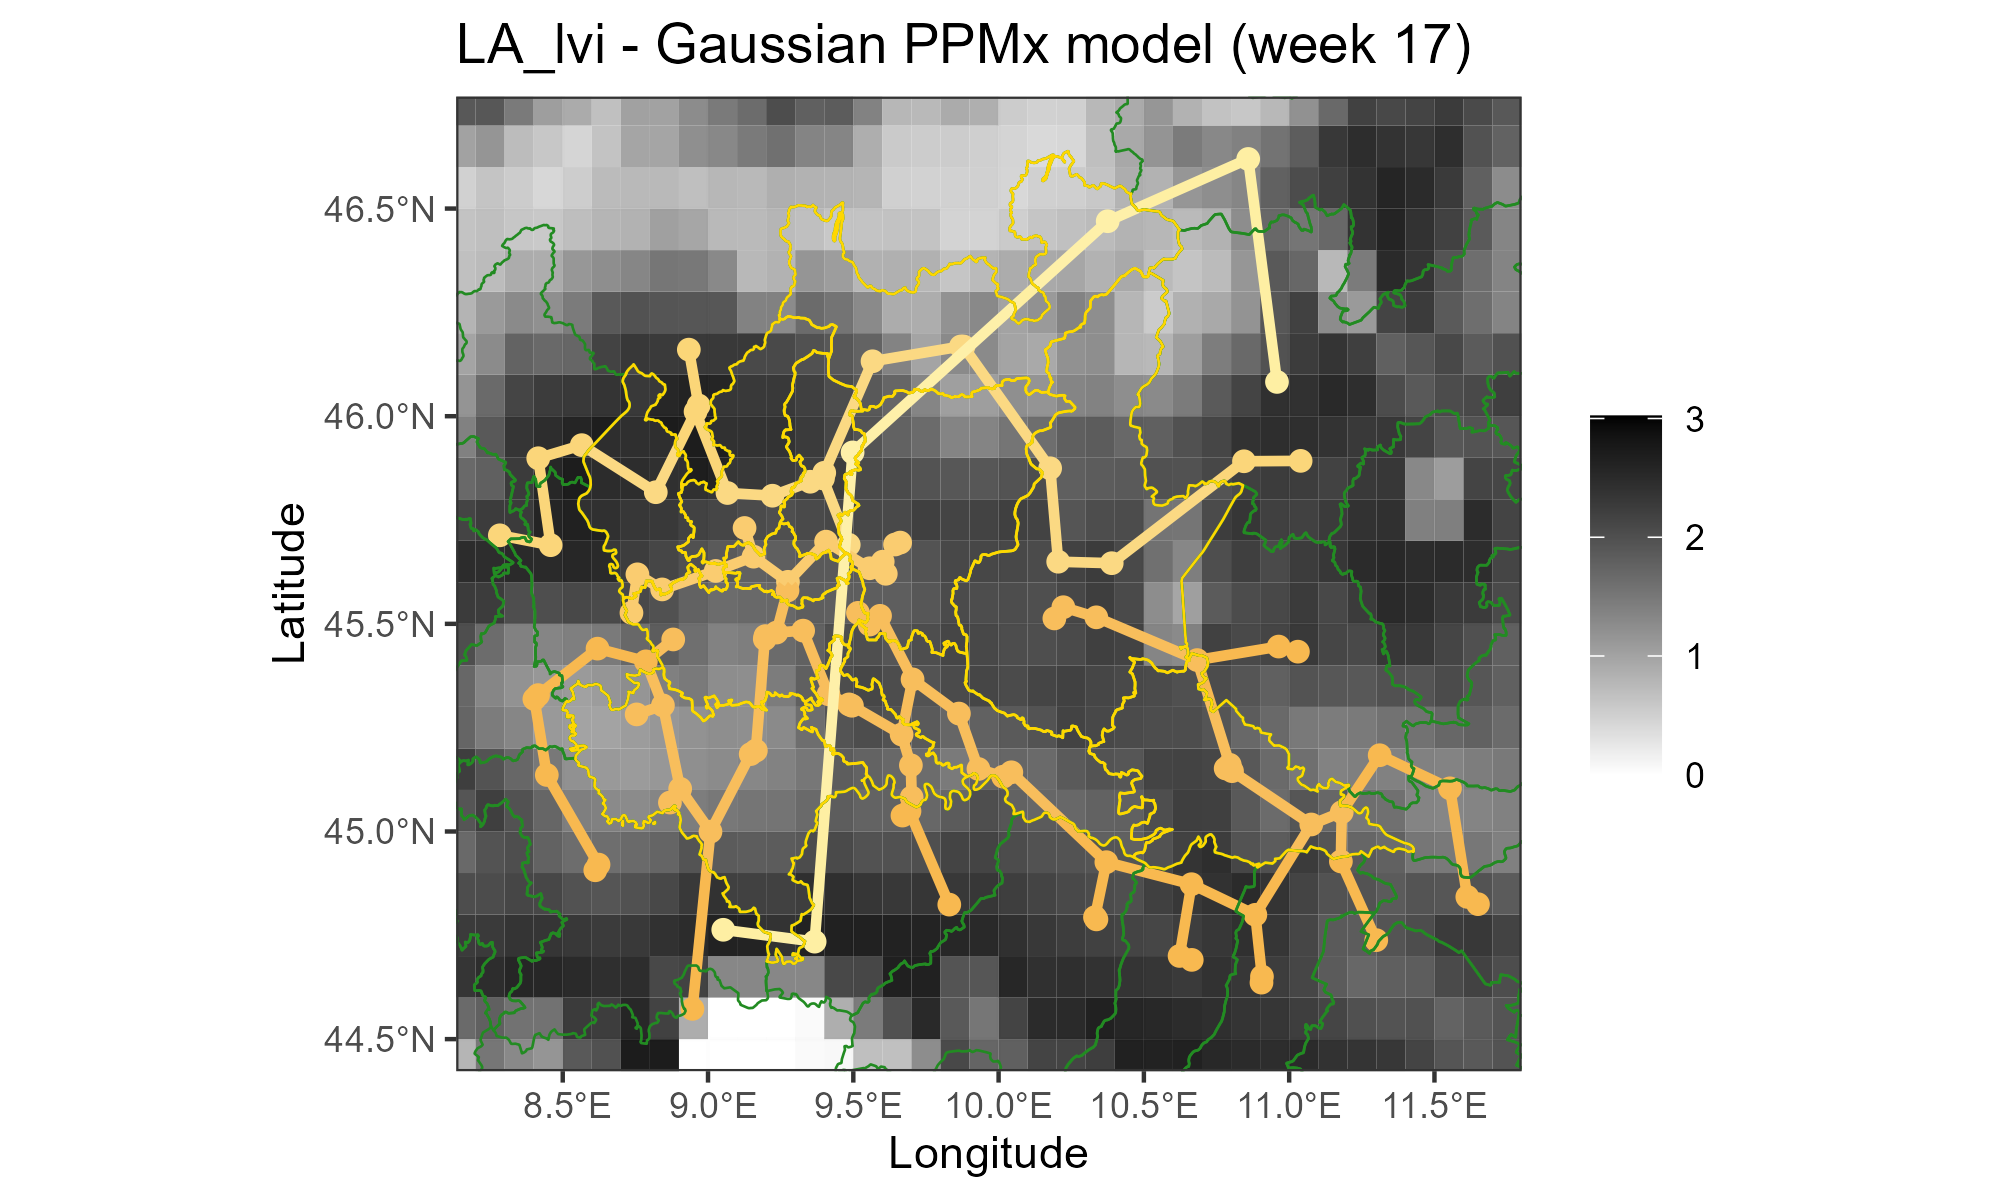 LA_lvi - Gaussian PPMx model (week 17)
46.5°N
46.0°N
45.5°N
45.0°N
44.5°N
Latitude
8.5°E 9.0°E 9.5°E 10.0°E 10.5°E 11.0°E 11.5°E
Longitude
3
2
1
0